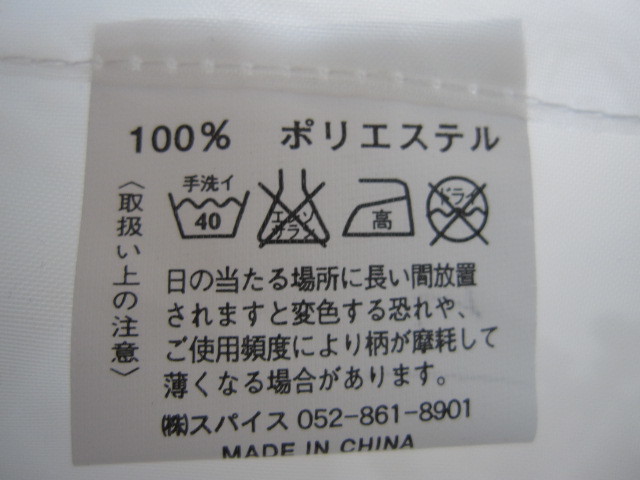 100% ポリエステル
〈取扱い上の注意〉
手洗イ
40
エンソ
サラシ
高
ドライ
日の当たる場所に長い間放置
されますと変色する恐れや、
ご使用頻度により柄が摩耗して
薄くなる場合があります。
㈱スパイス 052-861-8901
MADE IN CHINA